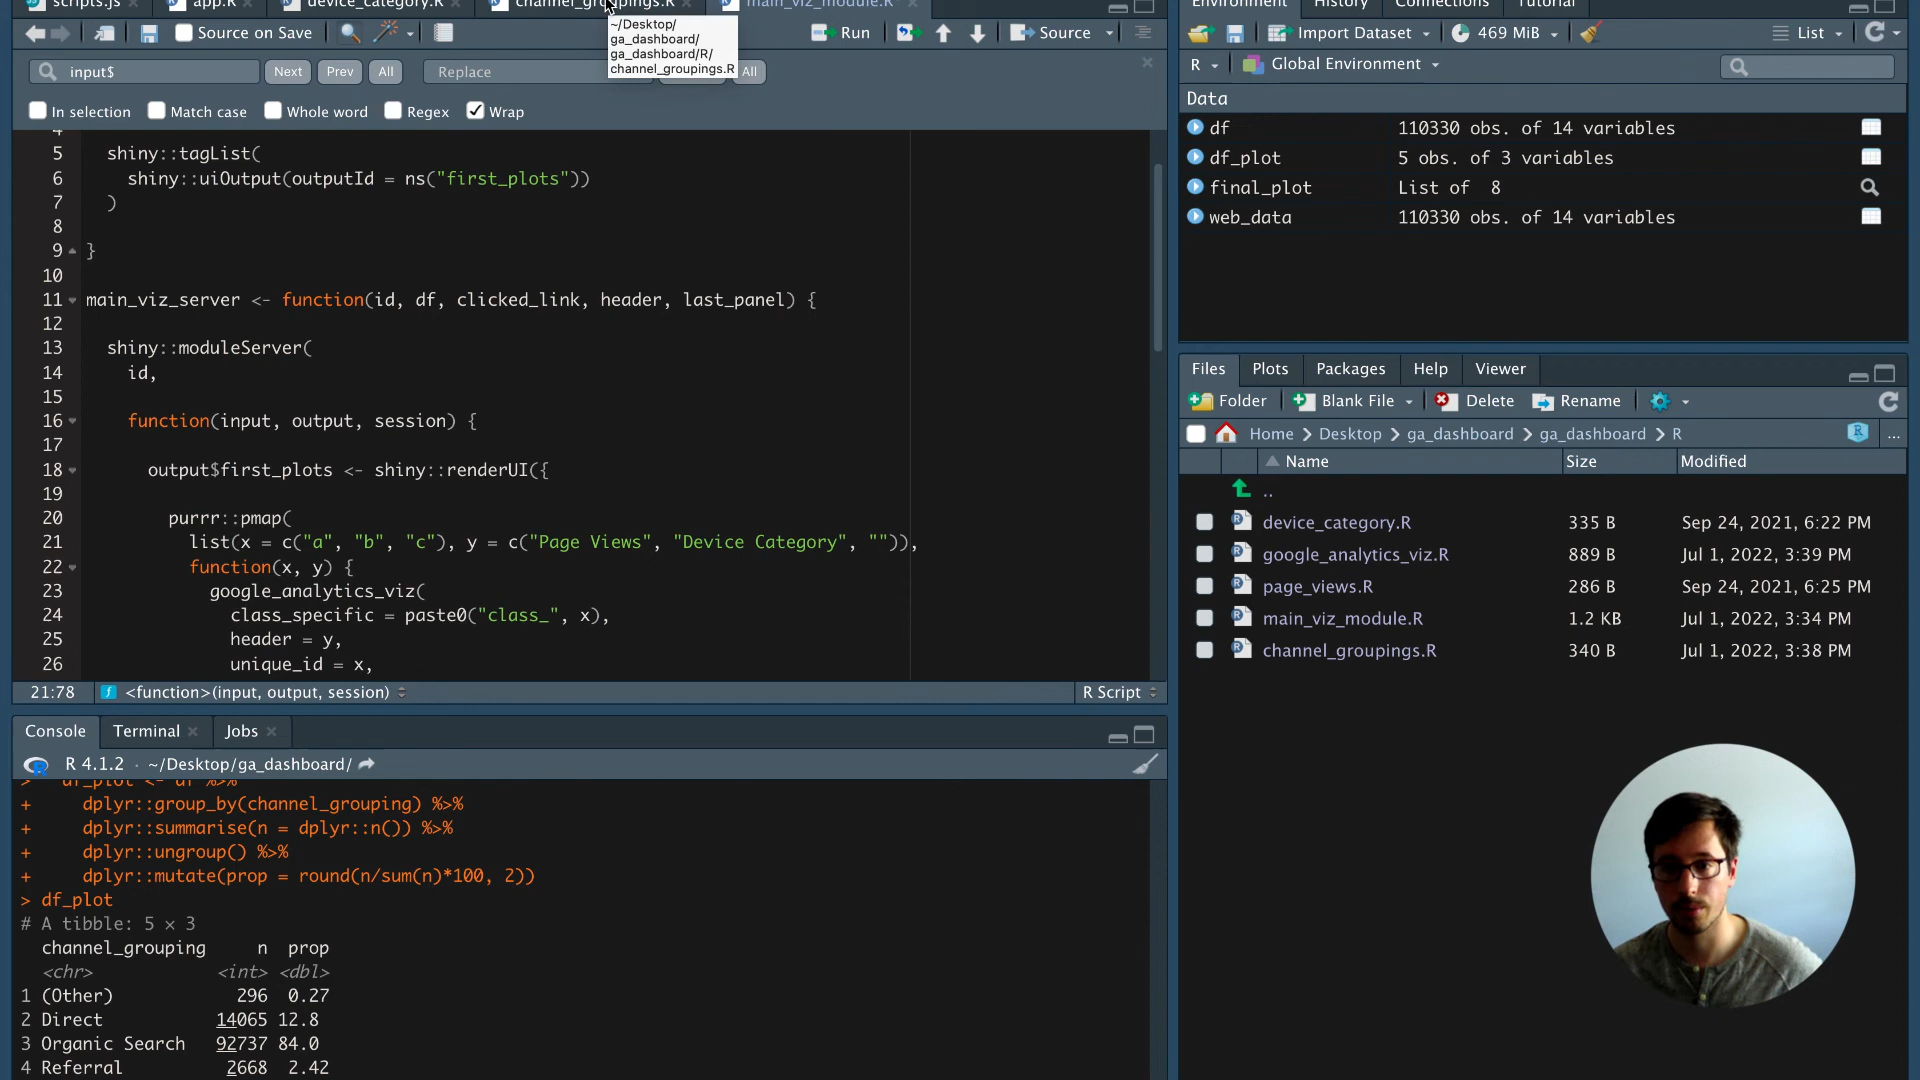 scripts.js
app.R
device_category.R
channel_groupings.R
main_viz_module.R
Source on Save
Run
Source
~/Desktop/
ga_dashboard/
ga_dashboard/R/
channel_groupings.R
input$
Next
Prev
All
Replace
All
In selection
Match case
Whole word
Regex
Wrap
4
5 shiny::tagList(
6 shiny::uiOutput(outputId = ns("first_plots"))
7 )
8
9 }
10
11 main_viz_server <- function(id, df, clicked_link, header, last_panel) {
12
13 shiny::moduleServer(
14 id,
15
16 function(input, output, session) {
17
18 output$first_plots <- shiny::renderUI({
19
20 purrr::pmap(
21 list(x = c("a", "b", "c"), y = c("Page Views", "Device Category", "")),
22 function(x, y) {
23 google_analytics_viz(
24 class_specific = paste0("class_", x),
25 header = y,
26 unique_id = x,
21:78 <function>(input, output, session) R Script
Console Terminal Jobs
R 4.1.2 · ~/Desktop/ga_dashboard/
> df_plot <- df %>%
+ dplyr::group_by(channel_grouping) %>%
+ dplyr::summarise(n = dplyr::n()) %>%
+ dplyr::ungroup() %>%
+ dplyr::mutate(prop = round(n/sum(n)*100, 2))
> df_plot
# A tibble: 5 × 3
channel_grouping n prop
<chr> <int> <dbl>
1 (Other) 296 0.27
2 Direct 14065 12.8
3 Organic Search 92737 84.0
4 Referral 2668 2.42
Environment History Connections Tutorial
Import Dataset 469 MiB List
R Global Environment
Data
df 110330 obs. of 14 variables
df_plot 5 obs. of 3 variables
final_plot List of 8
web_data 110330 obs. of 14 variables
Files Plots Packages Help Viewer
Folder Blank File Delete Rename
Home Desktop ga_dashboard ga_dashboard R ...
Name Size Modified
..
device_category.R 335 B Sep 24, 2021, 6:22 PM
google_analytics_viz.R 889 B Jul 1, 2022, 3:39 PM
page_views.R 286 B Sep 24, 2021, 6:25 PM
main_viz_module.R 1.2 KB Jul 1, 2022, 3:34 PM
channel_groupings.R 340 B Jul 1, 2022, 3:38 PM